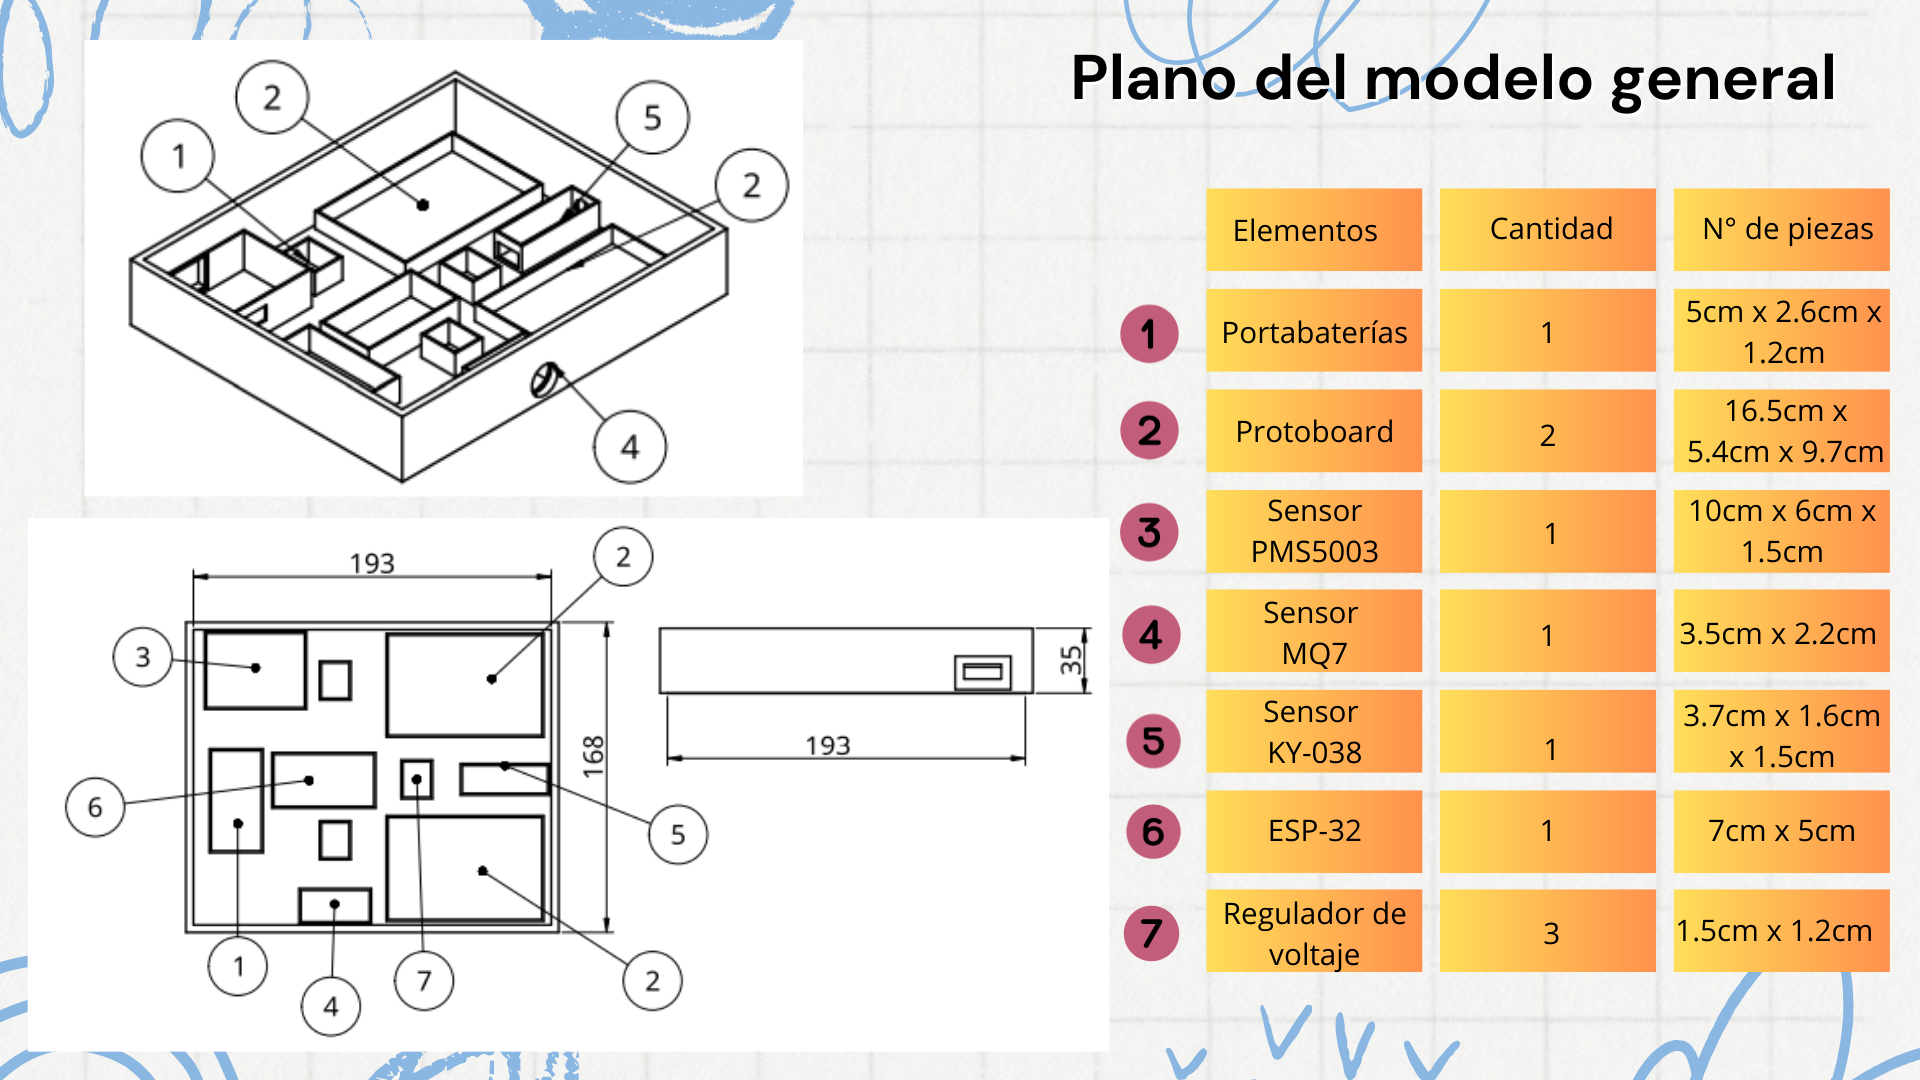 Plano del modelo general
2
1
5
2
4
Elementos
Cantidad
N° de piezas
1
Portabaterías
1
5cm x 2.6cm x
1.2cm
2
Protoboard
2
16.5cm x
5.4cm x 9.7cm
3
Sensor
PMS5003
1
10cm x 6cm x
1.5cm
4
Sensor
MQ7
1
3.5cm x 2.2cm
5
Sensor
KY-038
1
3.7cm x 1.6cm
x 1.5cm
6
ESP-32
1
7cm x 5cm
7
Regulador de
voltaje
3
1.5cm x 1.2cm
193
2
3
168
6
5
1
4
7
2
35
193